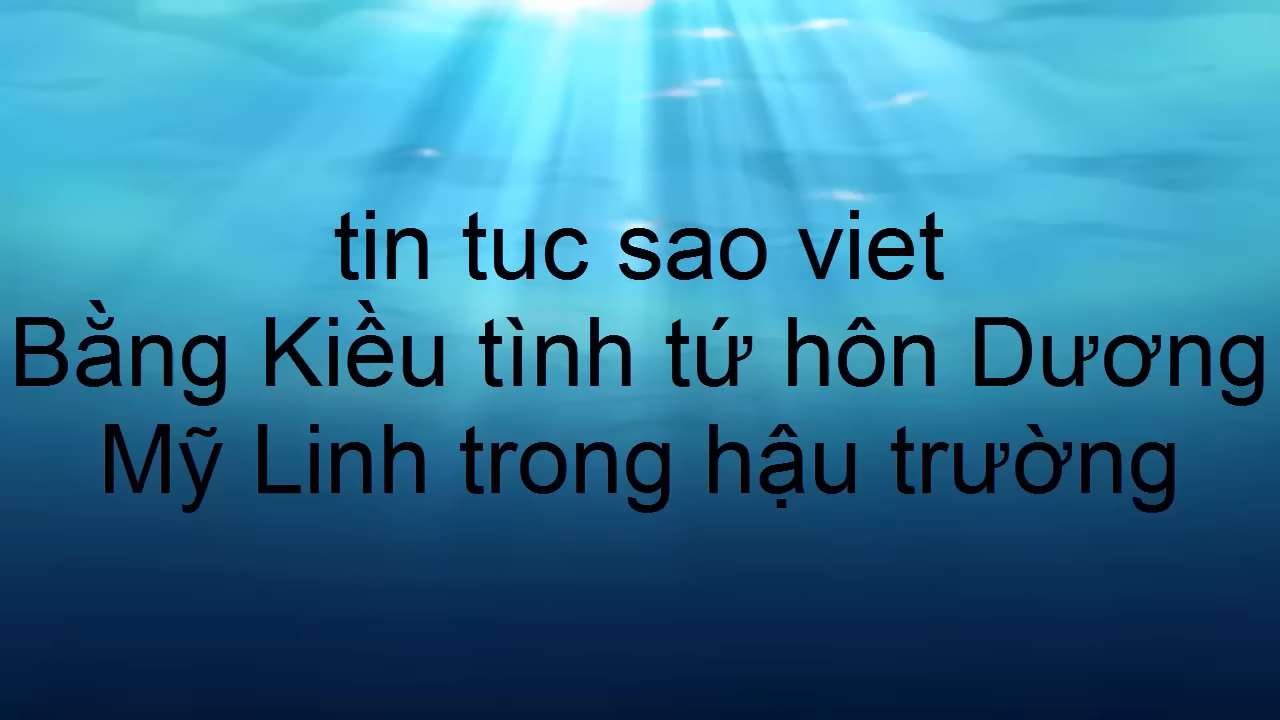 tin tuc sao viet
Bằng Kiều tình tứ hôn Dương
Mỹ Linh trong hậu trường